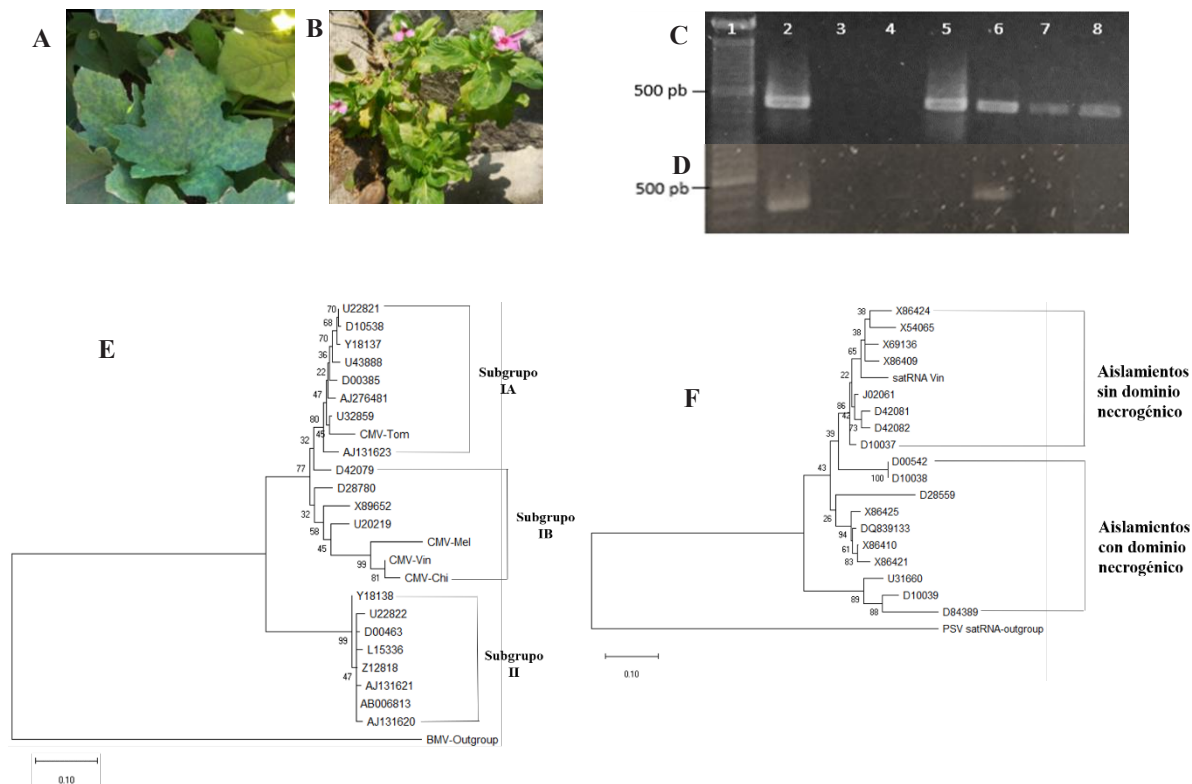 A
B
C
1 2 3 4 5 6 7 8
500 pb
D
500 pb
E
70
U22821
68
D10538
70
Y18137
36
U43888
22
D00385
47
AJ276481
80
U32859
45
CMV-Tom
32
AJ131623
77
D42079
D28780
32
X89652
58
U20219
45
CMV-Mel
99
CMV-Vin
81
CMV-Chi
Y18138
U22822
D00463
99
L15336
Z12818
47
AJ131621
AB006813
AJ131620
BMV-Outgroup
Subgrupo
IA
Subgrupo
IB
Subgrupo
II
0.10
F
38
X86424
38
X54065
65
X69136
X86409
22
satRNA Vin
86
J02061
42
D42081
73
D42082
39
D10037
43
D00542
100
D10038
D28559
26
X86425
94
DQ839133
61
X86410
83
X86421
U31660
89
D10039
88
D84389
PSV satRNA-outgroup
Aislamientos
sin dominio
necrogénico
Aislamientos
con dominio
necrogénico
0.10